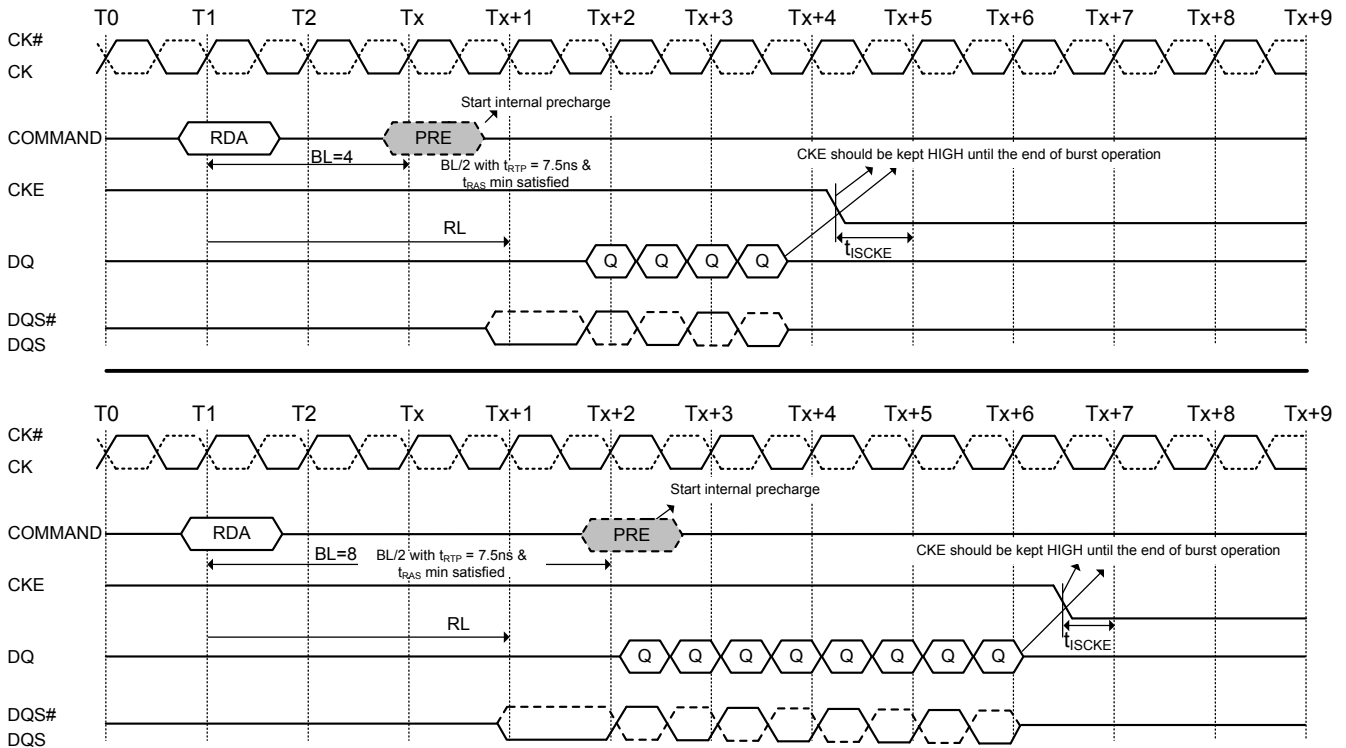 T0 T1 T2 Tx Tx+1 Tx+2 Tx+3 Tx+4 Tx+5 Tx+6 Tx+7 Tx+8 Tx+9
CK#
CK
Start internal precharge
COMMAND RDA PRE
BL=4
BL/2 with tRTP = 7.5ns &
tRAS min satisfied
CKE should be kept HIGH until the end of burst operation
CKE
RL
tISCKE
DQ Q Q Q Q
DQS#
DQS
T0 T1 T2 Tx Tx+1 Tx+2 Tx+3 Tx+4 Tx+5 Tx+6 Tx+7 Tx+8 Tx+9
CK#
CK
Start internal precharge
COMMAND RDA PRE
BL=8
BL/2 with tRTP = 7.5ns &
tRAS min satisfied
CKE should be kept HIGH until the end of burst operation
CKE
RL
tISCKE
DQ Q Q Q Q Q Q Q Q
DQS#
DQS